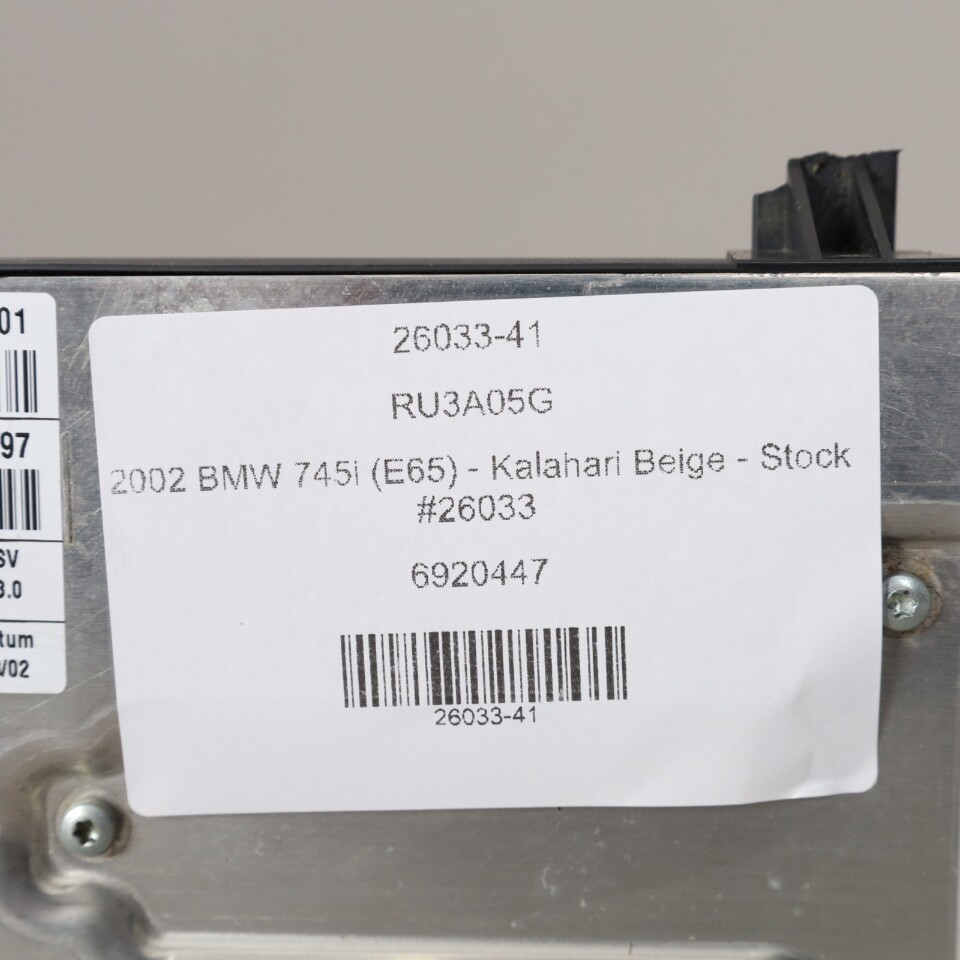 01
97
SV
3.0
tum
/02
26033-41
RU3A05G
2002 BMW 745i (E65) - Kalahari Beige - Stock
#26033
6920447
26033-41